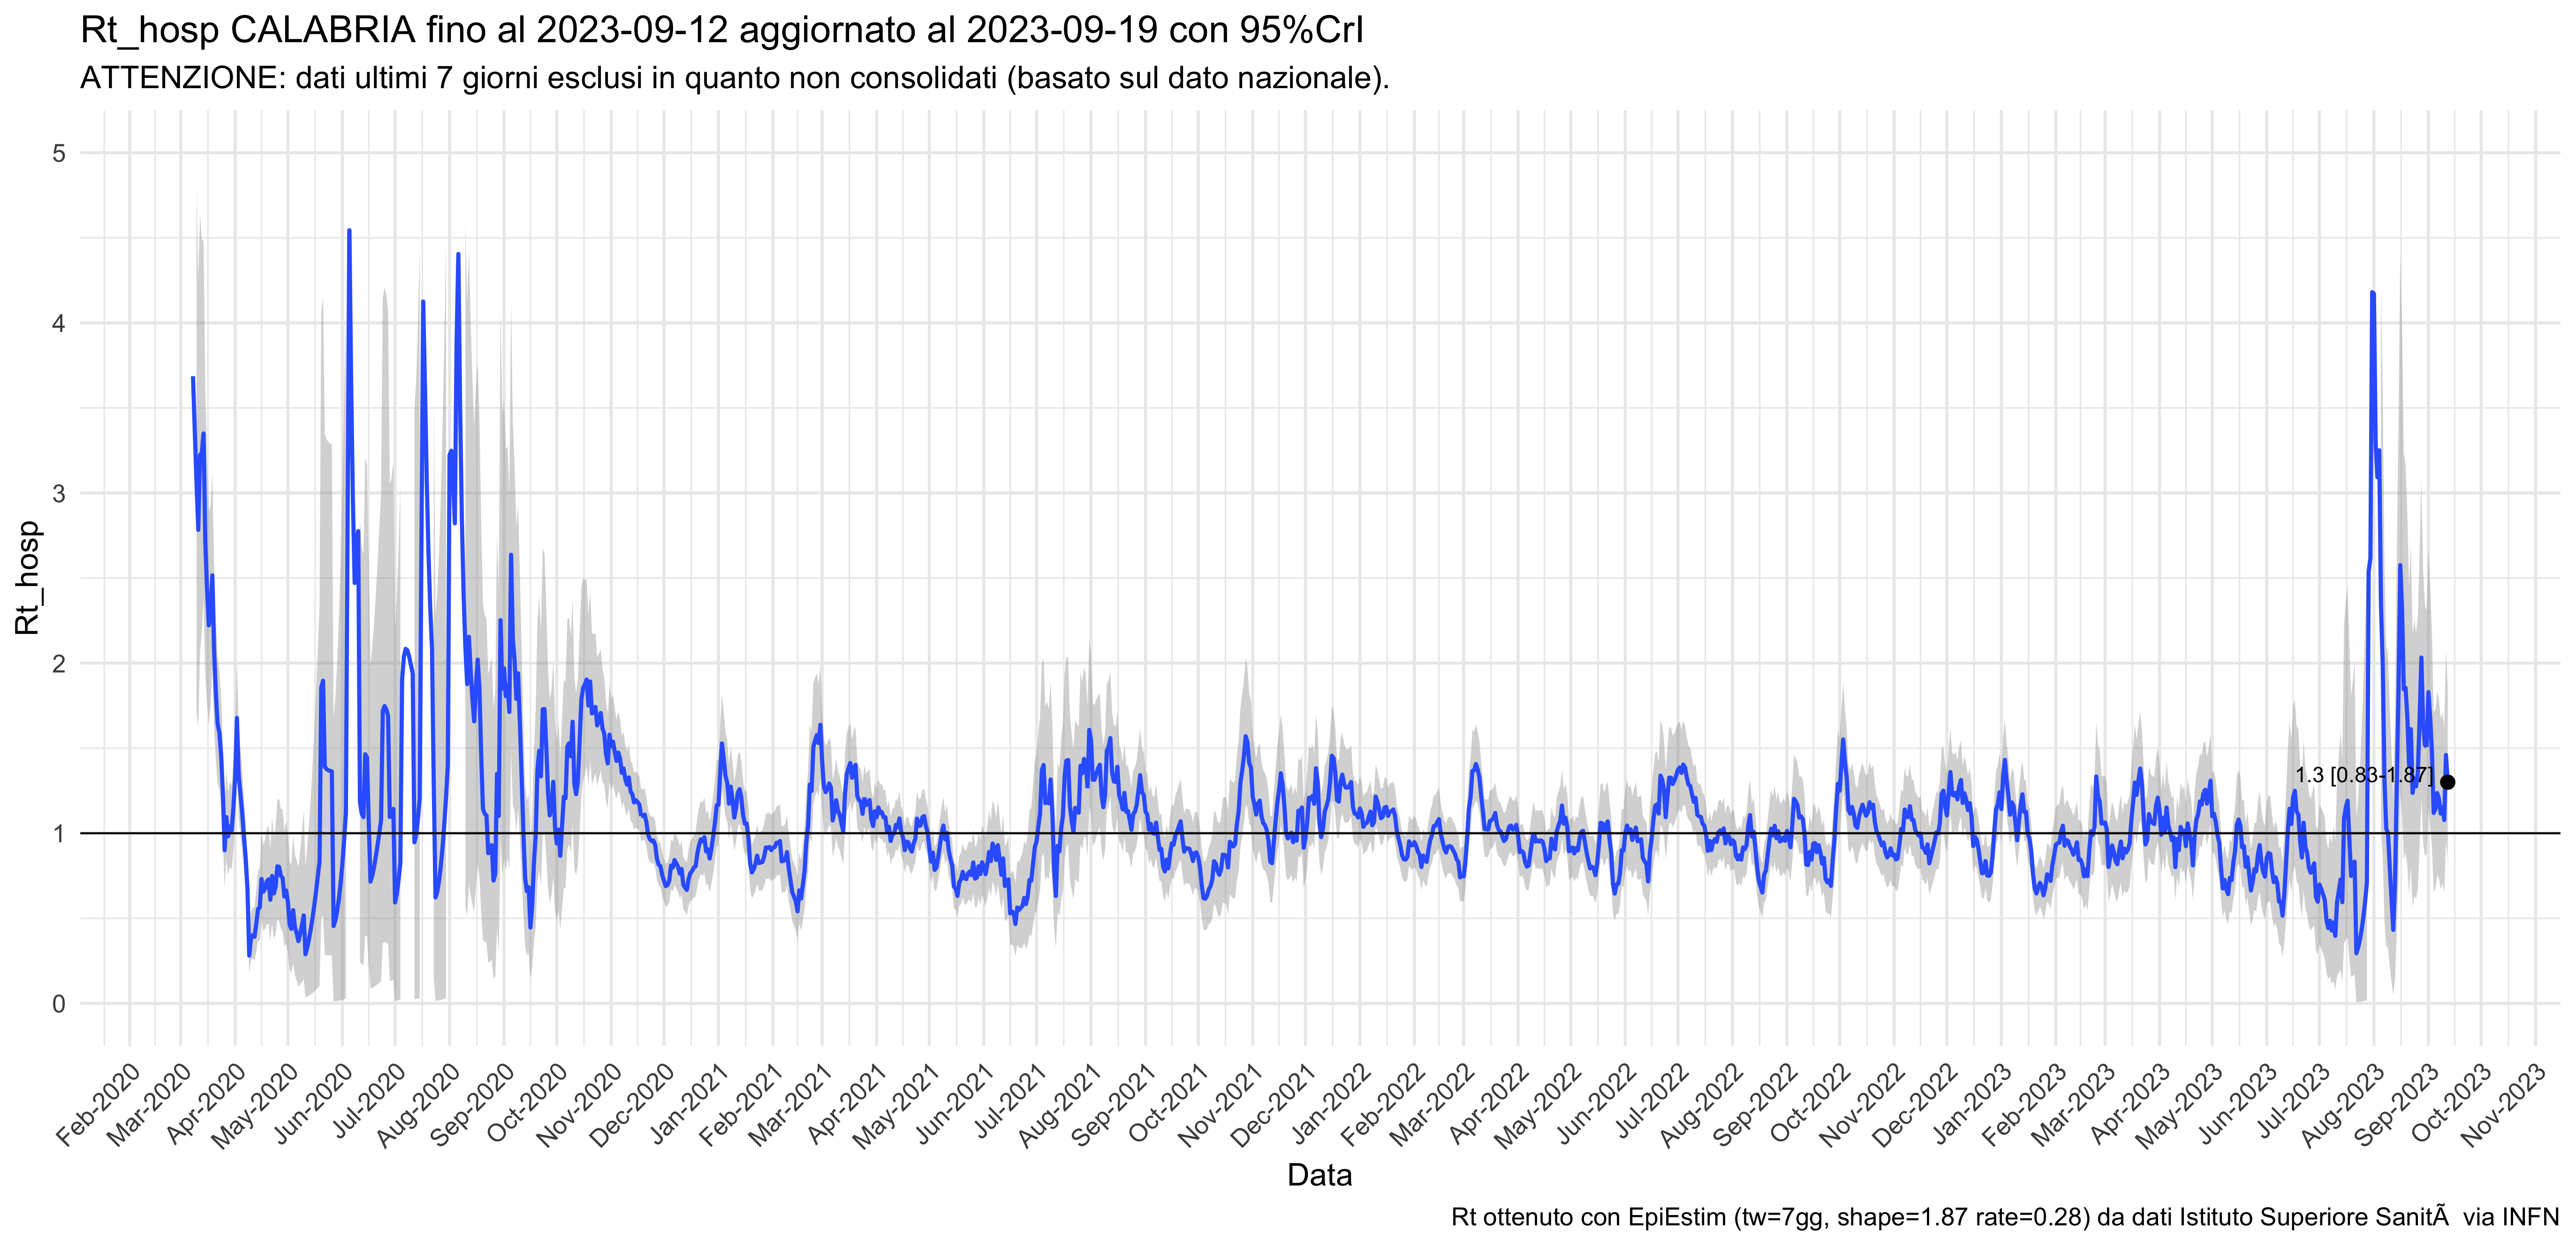 Rt_hosp CALABRIA fino al 2023-09-12 aggiornato al 2023-09-19 con 95%CrI
ATTENZIONE: dati ultimi 7 giorni esclusi in quanto non consolidati (basato sul dato nazionale).
5
4
3
2
1
0
Rt_hosp
1.3 [0.83-1.87]
Feb-2020
Mar-2020
Apr-2020
May-2020
Jun-2020
Jul-2020
Aug-2020
Sep-2020
Oct-2020
Nov-2020
Dec-2020
Jan-2021
Feb-2021
Mar-2021
Apr-2021
May-2021
Jun-2021
Jul-2021
Aug-2021
Sep-2021
Oct-2021
Nov-2021
Dec-2021
Jan-2022
Feb-2022
Mar-2022
Apr-2022
May-2022
Jun-2022
Jul-2022
Aug-2022
Sep-2022
Oct-2022
Nov-2022
Dec-2022
Jan-2023
Feb-2023
Mar-2023
Apr-2023
May-2023
Jun-2023
Jul-2023
Aug-2023
Sep-2023
Oct-2023
Nov-2023
Data
Rt ottenuto con EpiEstim (tw=7gg, shape=1.87 rate=0.28) da dati Istituto Superiore SanitÃ  via INFN